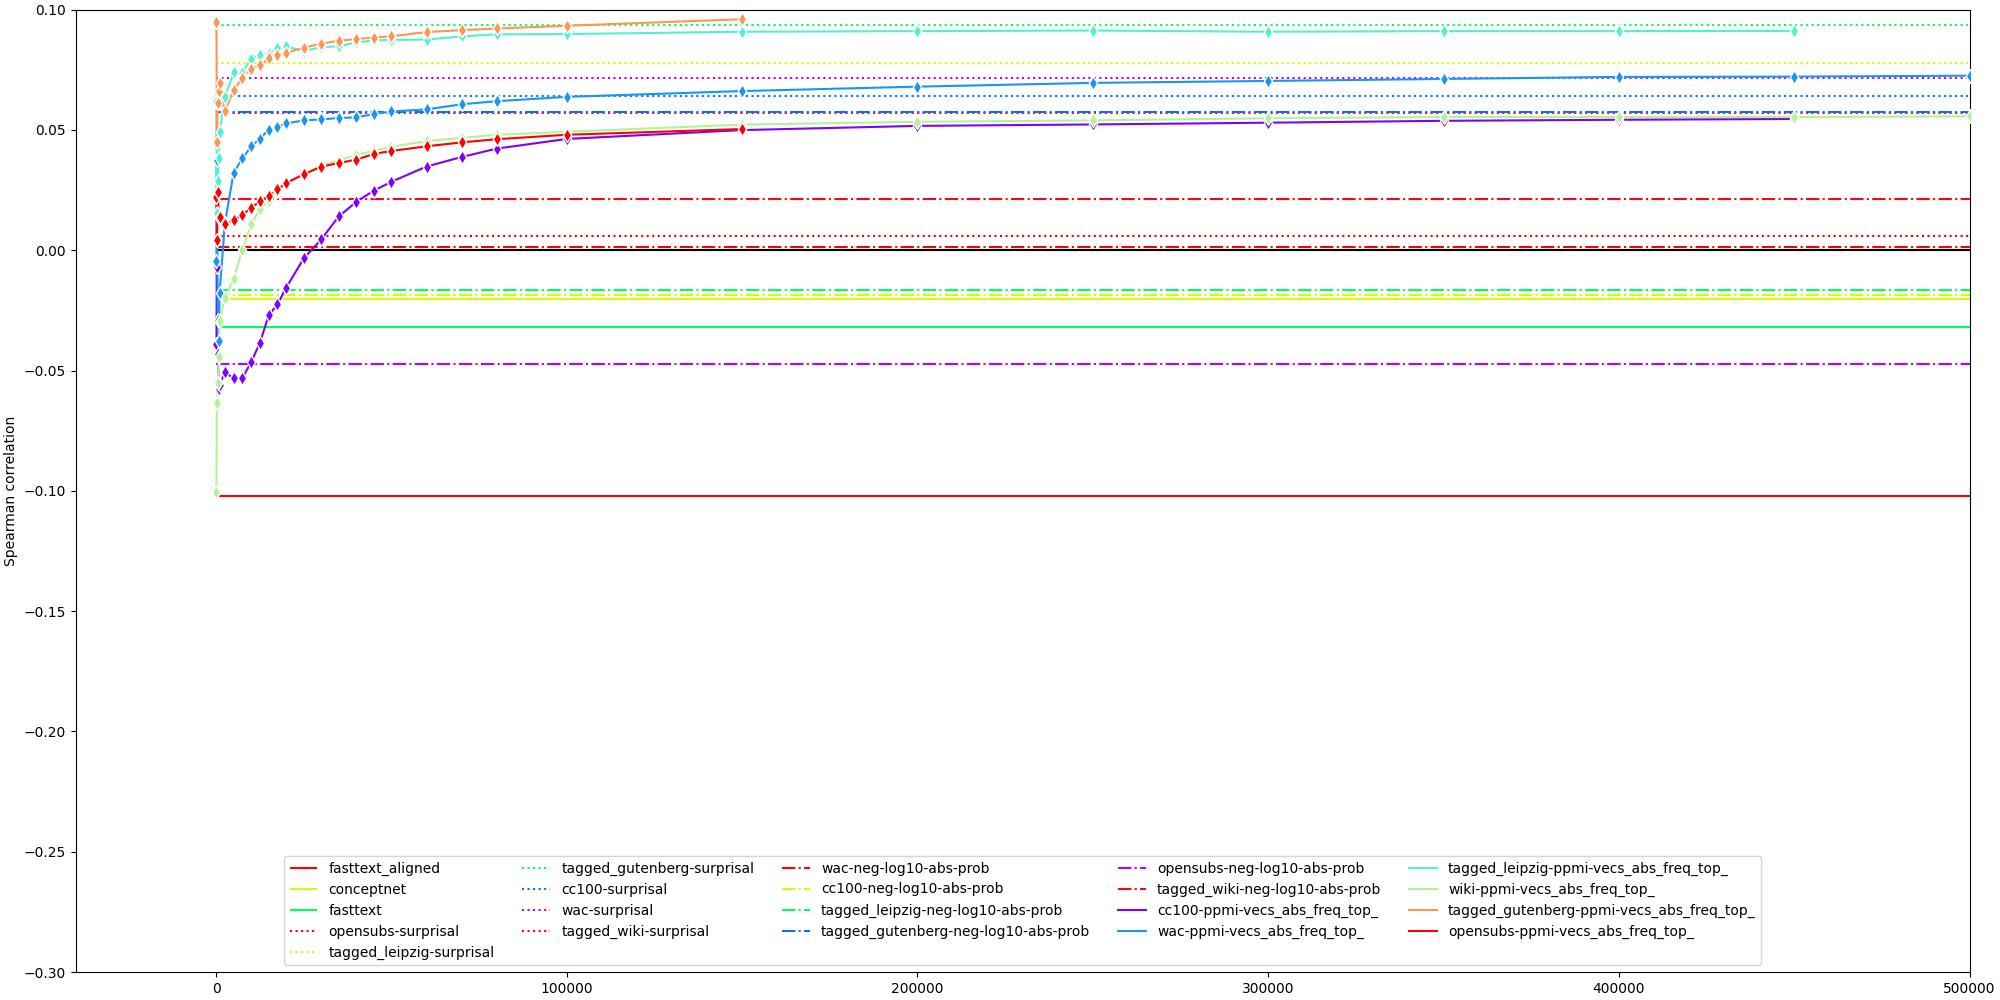 0.10
0.05
0.00
−0.05
−0.10
−0.15
−0.20
−0.25
−0.30
Spearman correlation
0
100000
200000
300000
400000
500000
fasttext_aligned
conceptnet
fasttext
opensubs-surprisal
tagged_leipzig-surprisal
tagged_gutenberg-surprisal
cc100-surprisal
wac-surprisal
tagged_wiki-surprisal
wac-neg-log10-abs-prob
cc100-neg-log10-abs-prob
tagged_leipzig-neg-log10-abs-prob
tagged_gutenberg-neg-log10-abs-prob
opensubs-neg-log10-abs-prob
tagged_wiki-neg-log10-abs-prob
cc100-ppmi-vecs_abs_freq_top_
wac-ppmi-vecs_abs_freq_top_
tagged_leipzig-ppmi-vecs_abs_freq_top_
wiki-ppmi-vecs_abs_freq_top_
tagged_gutenberg-ppmi-vecs_abs_freq_top_
opensubs-ppmi-vecs_abs_freq_top_